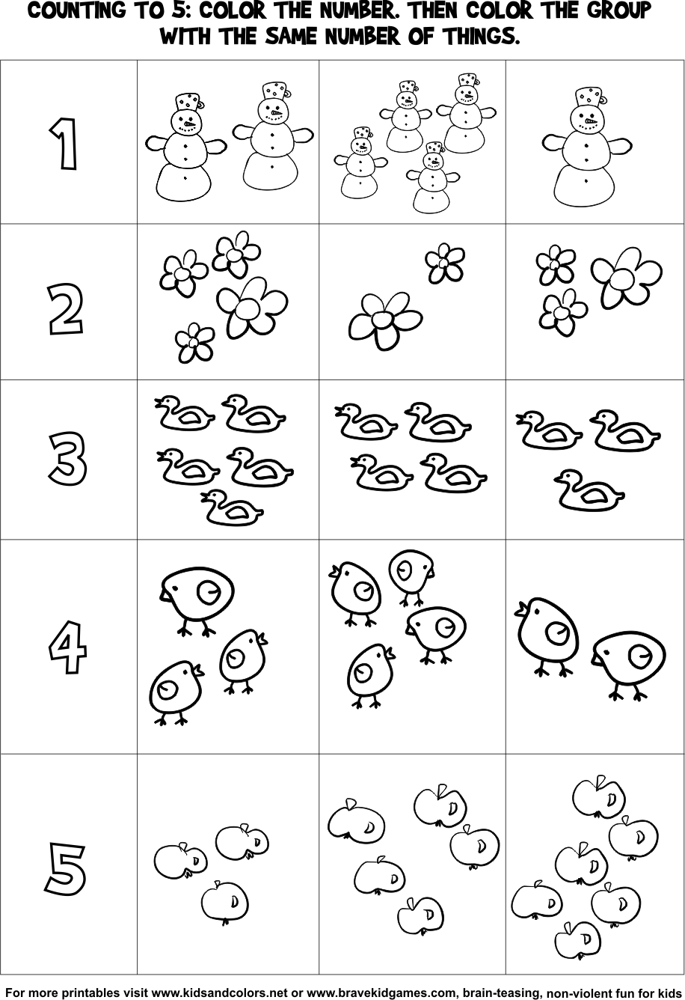 COUNTING TO 5: COLOR THE NUMBER. THEN COLOR THE GROUP
WITH THE SAME NUMBER OF THINGS.
1
2
3
4
5
For more printables visit www.kidsandcolors.net or www.bravekidgames.com, brain-teasing, non-violent fun for kids